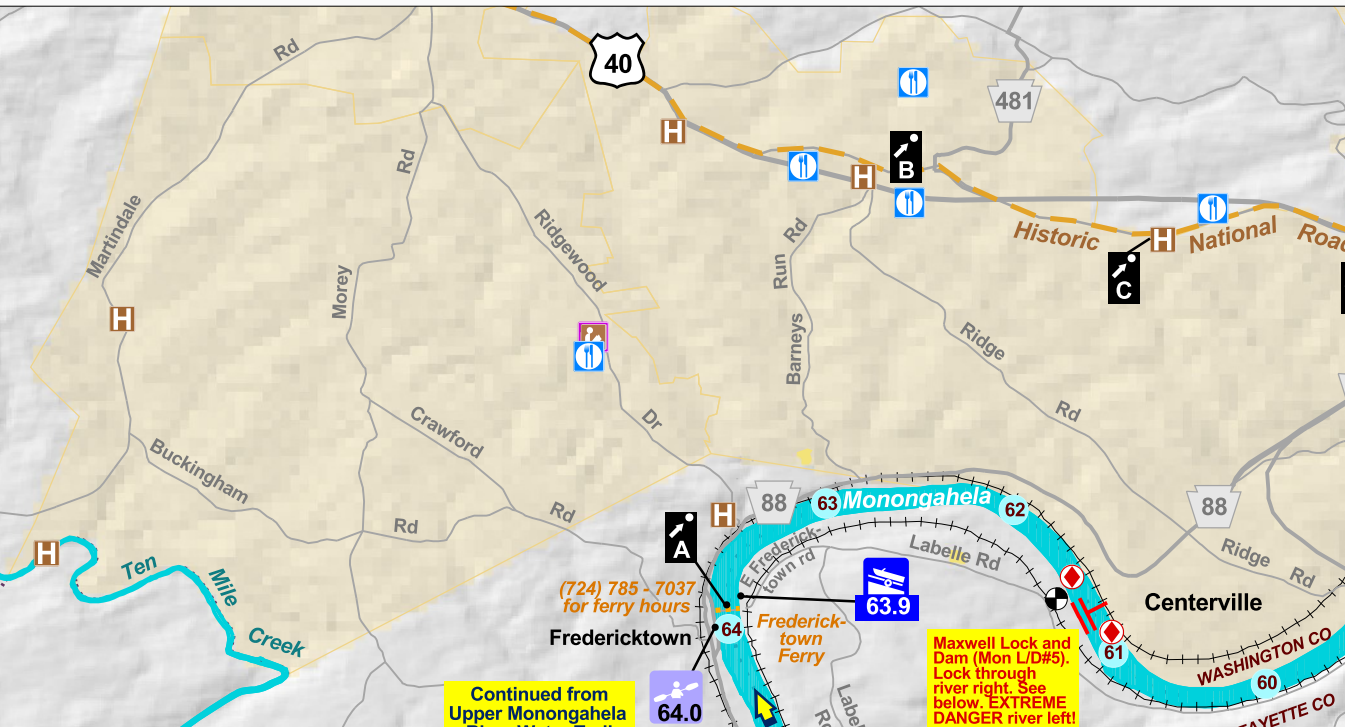 Rd
40
481
H
B
H
Rd
Ridgewood
Martindale
Rd
Run
Historic
H
National
Road
C
Morey
H
Barneys
Ridge
Rd
Dr
Crawford
Buckingham
88
63
Monongahela
62
88
H
Rd
Rd
A
E Frederick-
town rd
Labelle Rd
Ridge
Rd
H
Ten
Mile
Creek
(724) 785 - 7037
for ferry hours
63.9
Centerville
Fredericktown
64
Frederick-
town
Ferry
Maxwell Lock and
Dam (Mon L/D#5).
Lock through
river right. See
below. EXTREME
DANGER river left!
61
WASHINGTON CO
60
Continued from
Upper Monongahela
64.0